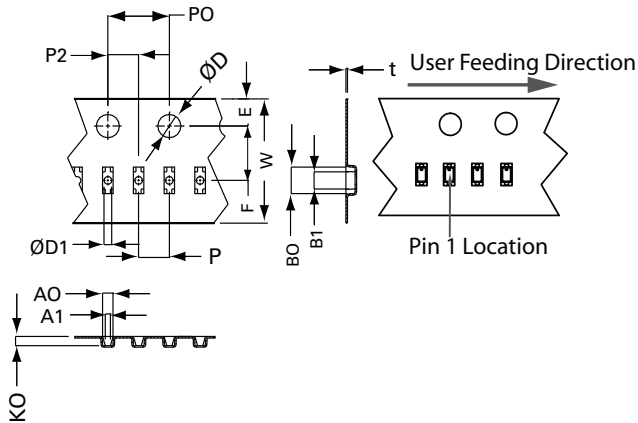 PO
P2
ØD
E
W
F
ØD1
P
t
User Feeding Direction
BO
B1
Pin 1 Location
AO
A1
KO